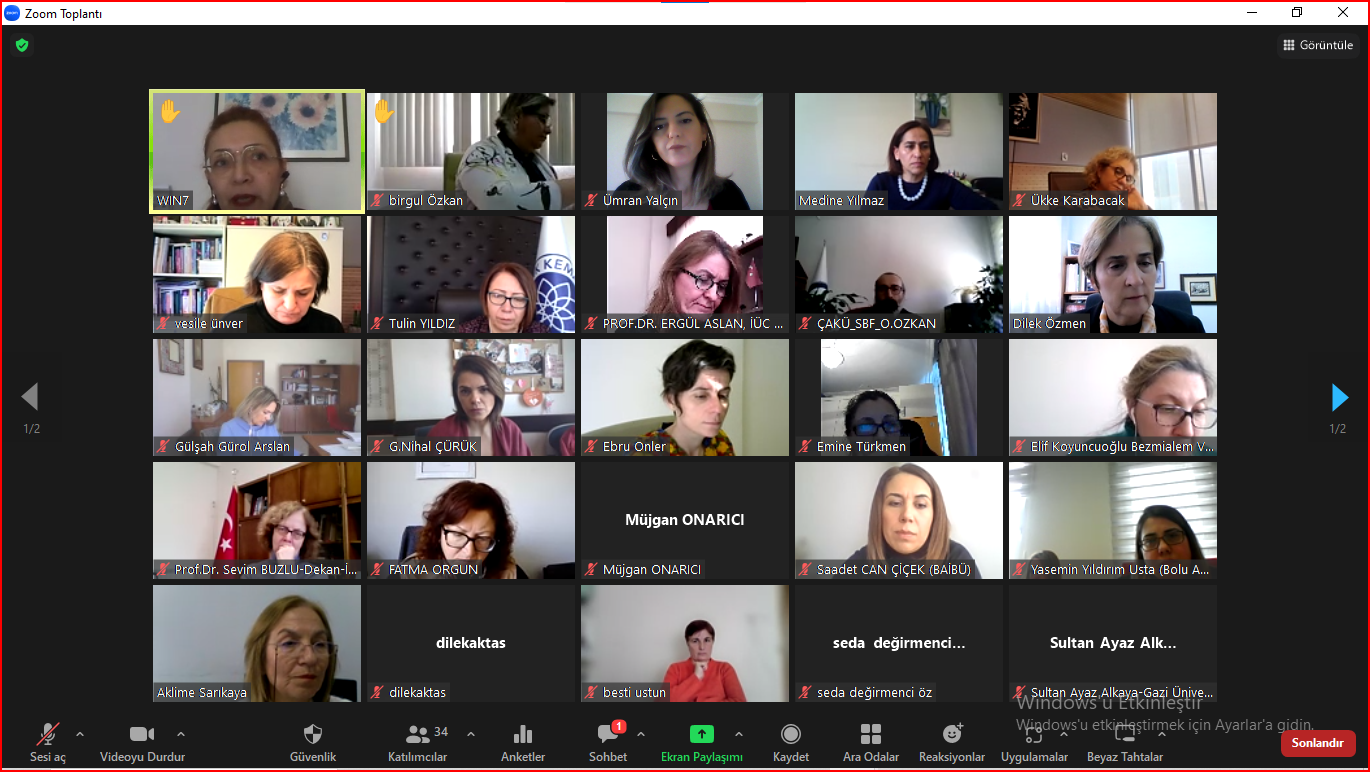 zoom
Zoom Toplantı
Görüntüle
WIN7
birgul Özkan
Ümran Yalçın
Medine Yılmaz
Ükke Karabacak
vesile ünver
K KEM
Tulin YILDIZ
PROF.DR. ERGÜL ASLAN, İÜC ...
ÇAKÜ_SBF_O.OZKAN
Dilek Özmen
Gülşah Gürol Arslan
G.Nihal ÇÜRÜK
Ebru Onler
Emine Türkmen
Elif Koyuncuoğlu Bezmialem V...
1/2
1/2
Prof.Dr. Sevim BUZLU-Dekan-İ...
FATMA ORGUN
Müjgan ONARICI
Müjgan ONARICI
Saadet CAN ÇİÇEK (BAİBÜ)
Yasemin Yıldırım Usta (Bolu A...
Aklime Sarıkaya
dilekaktas
dilekaktas
besti ustun
seda değirmenci...
seda değirmenci öz
Sultan Ayaz Alk...
Sultan Ayaz Alkaya-Gazi Ünive...
Windows'u Etkinleştir
Windows'u etkinleştirmek için Ayarlar'a gidin.
Sesi aç
Videoyu Durdur
Güvenlik
34
Katılımcılar
Anketler
1
Sohbet
Ekran Paylaşımı
Kaydet
Ara Odalar
Reaksiyonlar
Uygulamalar
Beyaz Tahtalar
Sonlandır